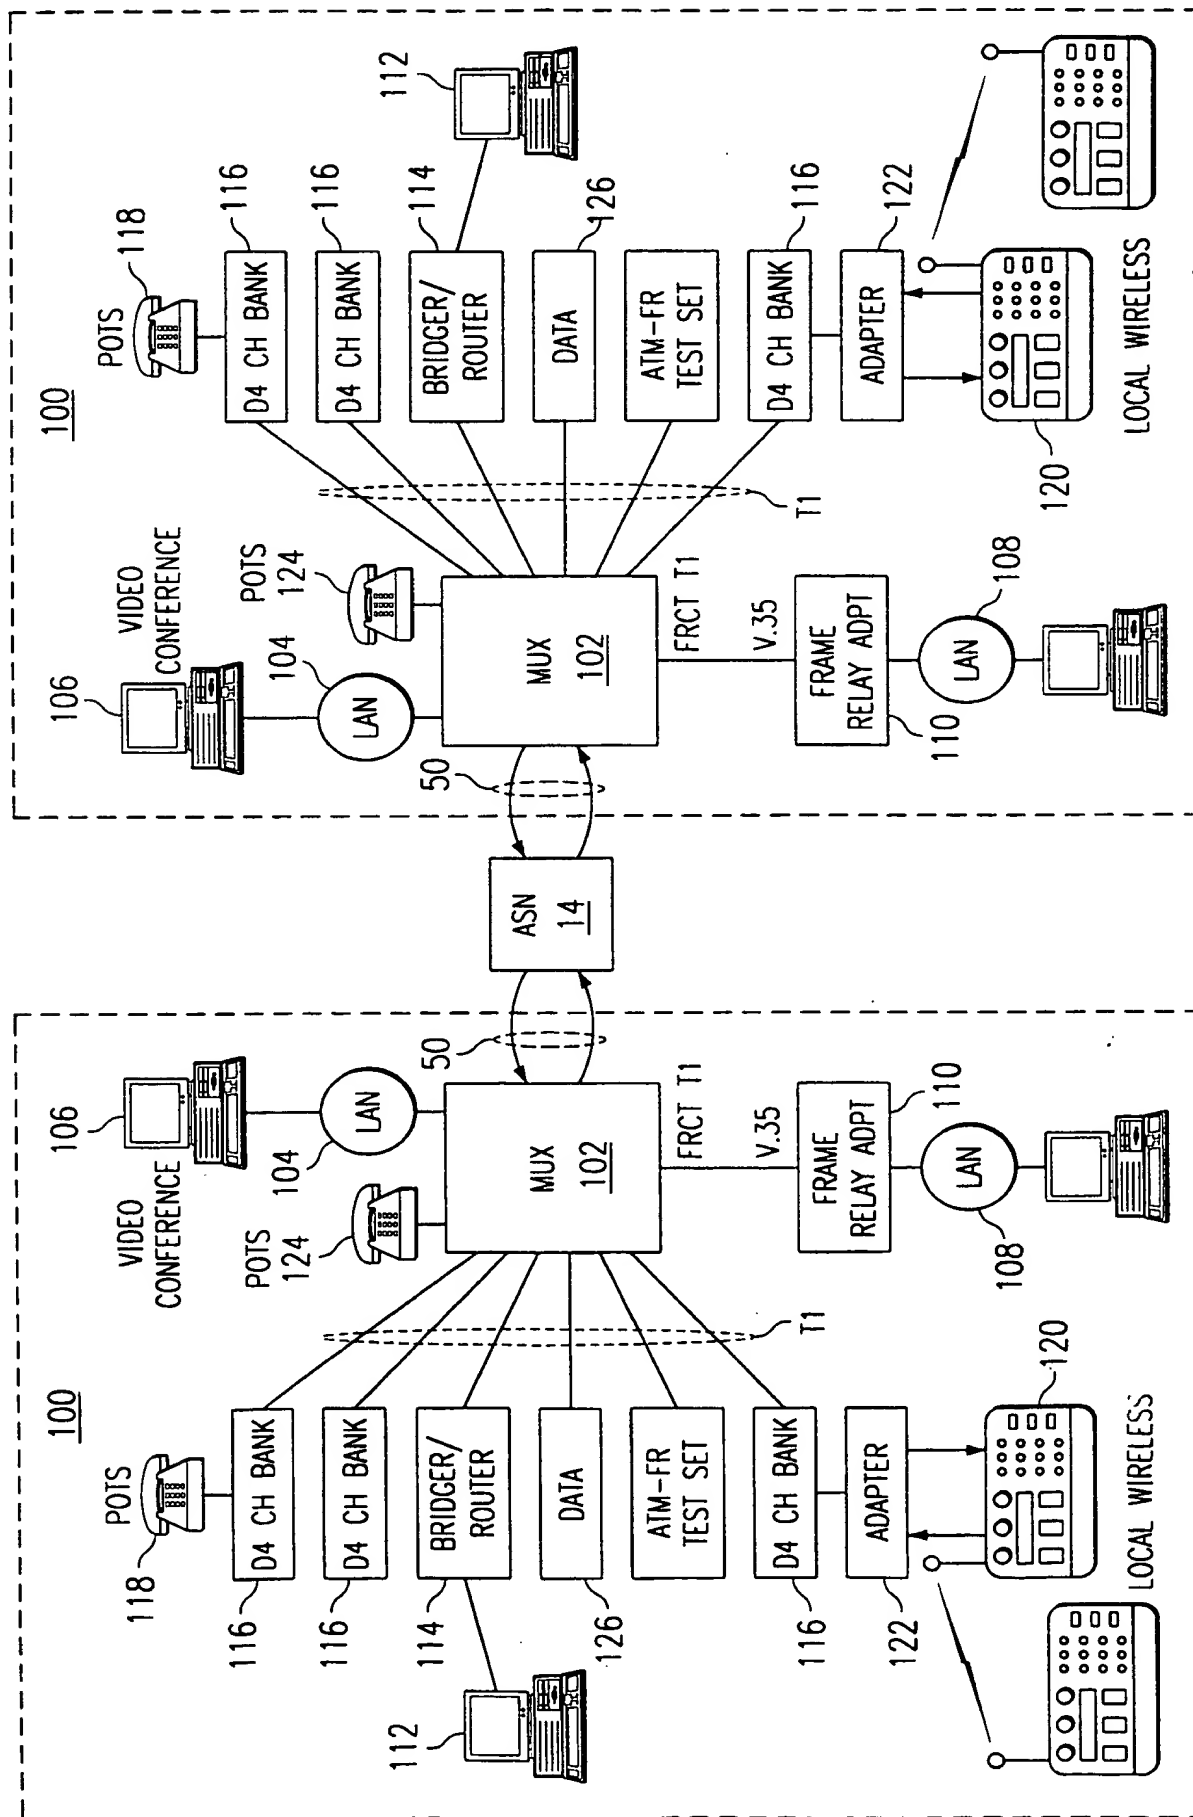 100
POTS
118
D4 CH BANK
116
D4 CH BANK
116
BRIDGER/
ROUTER
114
112
DATA
126
ATM-FR
TEST SET
D4 CH BANK
116
ADAPTER
122
120
LOCAL WIRELESS
T1
VIDEO
CONFERENCE
106
LAN
104
POTS
124
MUX
102
FRCT T1
V.35
FRAME
RELAY ADPT
110
LAN
108
50
ASN
14
50
100
VIDEO
CONFERENCE
106
LAN
104
POTS
124
MUX
102
FRCT T1
V.35
FRAME
RELAY ADPT
110
LAN
108
T1
POTS
118
D4 CH BANK
116
D4 CH BANK
116
BRIDGER/
ROUTER
114
112
DATA
126
ATM-FR
TEST SET
D4 CH BANK
116
ADAPTER
122
120
LOCAL WIRELESS